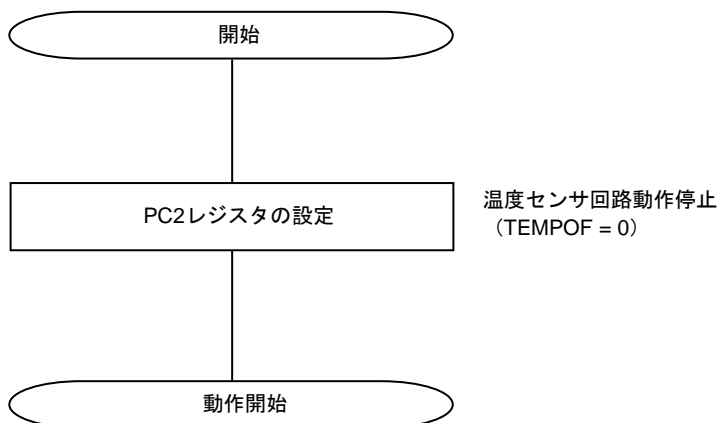 開始
PC2レジスタの設定
温度センサ回路動作停止
（TEMPOF = 0）
動作開始